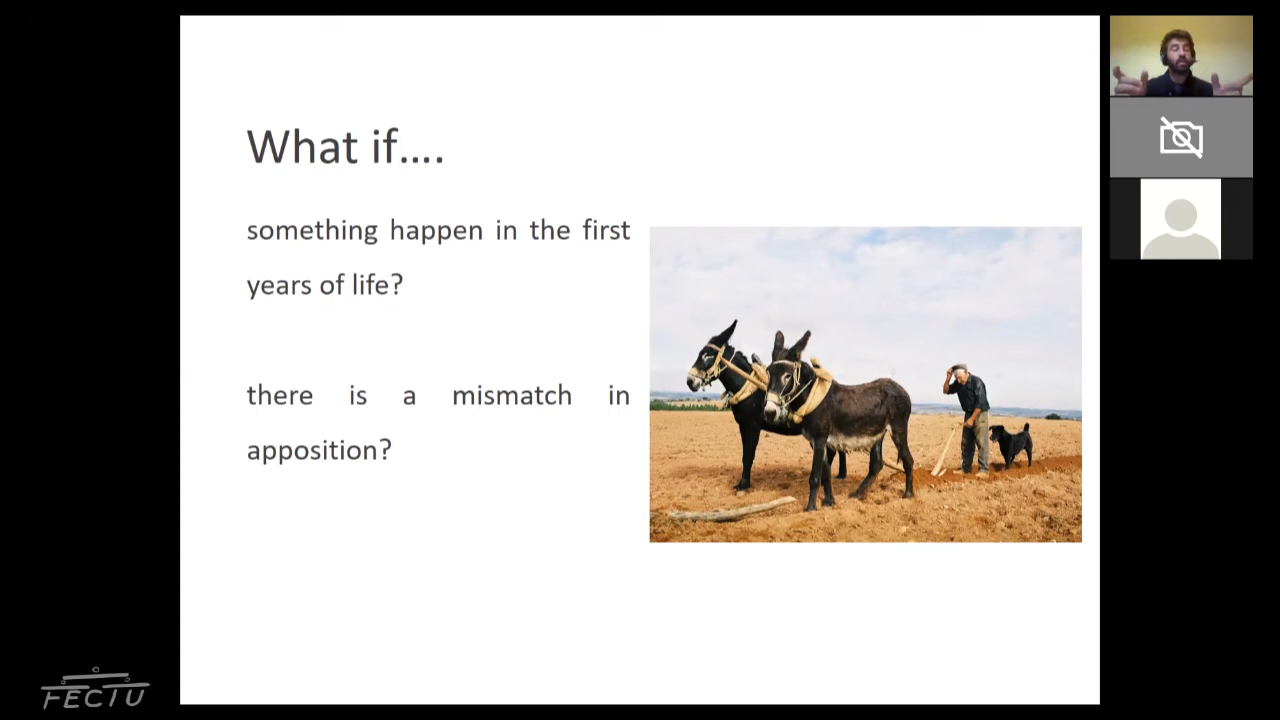 What if....
something happen in the first
years of life?
there is a mismatch in
apposition?
FECTU